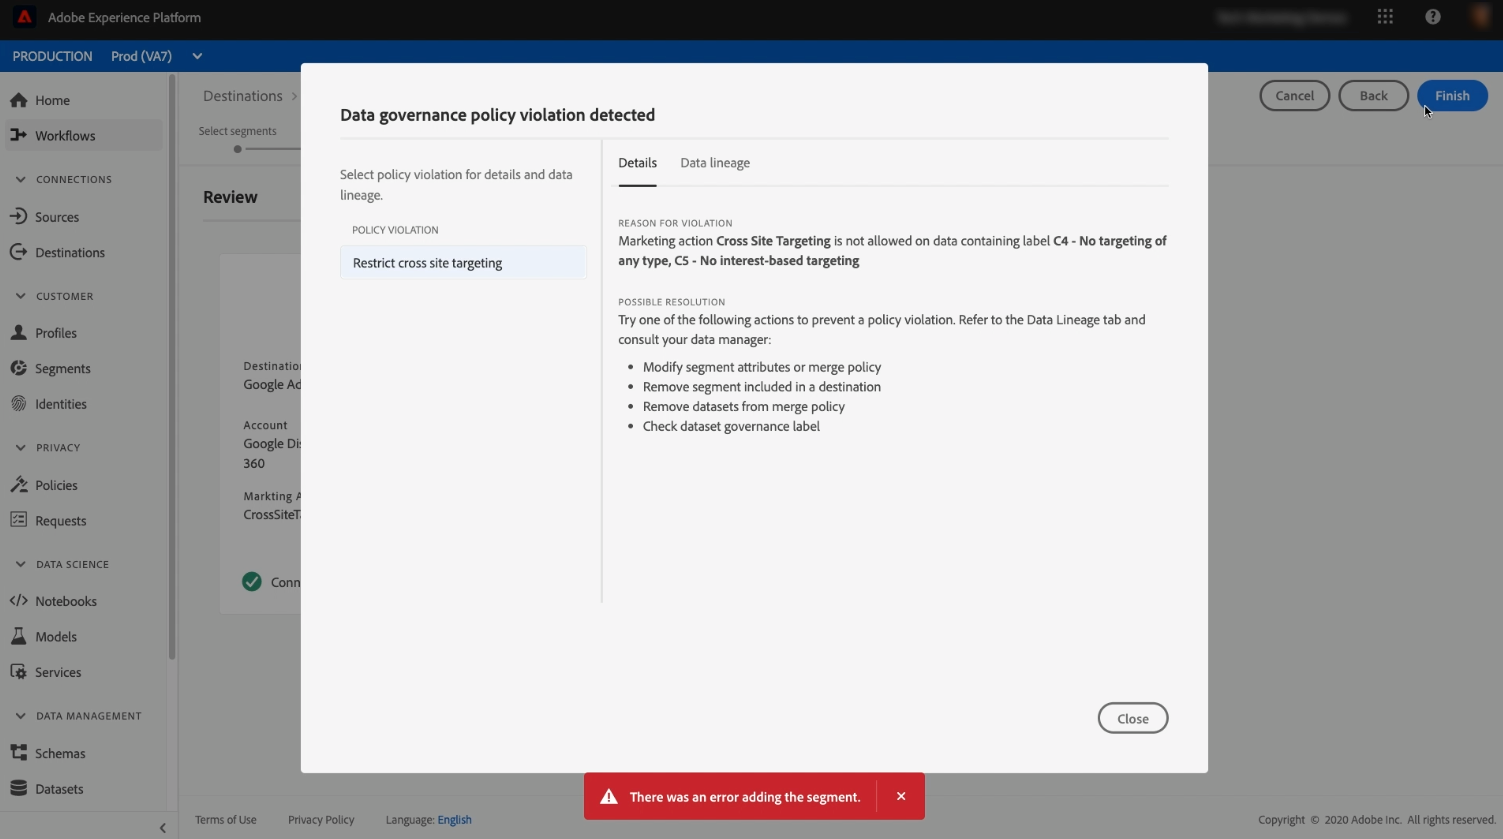 Adobe Experience Platform
PRODUCTION Prod (VA7)
Home
Workflows
CONNECTIONS
Sources
Destinations
CUSTOMER
Profiles
Segments
Identities
PRIVACY
Policies
Requests
DATA SCIENCE
Notebooks
Models
Services
DATA MANAGEMENT
Schemas
Datasets
Destinations >
Cancel
Back
Finish
Select segments
Review
Google Ad
Account
Google Dis
360
Markting A
CrossSiteT
Conn
Data governance policy violation detected
Select policy violation for details and data
lineage.
POLICY VIOLATION
Restrict cross site targeting
Details
Data lineage
REASON FOR VIOLATION
Marketing action Cross Site Targeting is not allowed on data containing label C4 - No targeting of
any type, C5 - No interest-based targeting
POSSIBLE RESOLUTION
Try one of the following actions to prevent a policy violation. Refer to the Data Lineage tab and
consult your data manager:
• Modify segment attributes or merge policy
• Remove segment included in a destination
• Remove datasets from merge policy
• Check dataset governance label
Close
There was an error adding the segment.
Terms of Use
Privacy Policy
Language: English
Copyright © 2020 Adobe Inc. All rights reserved.